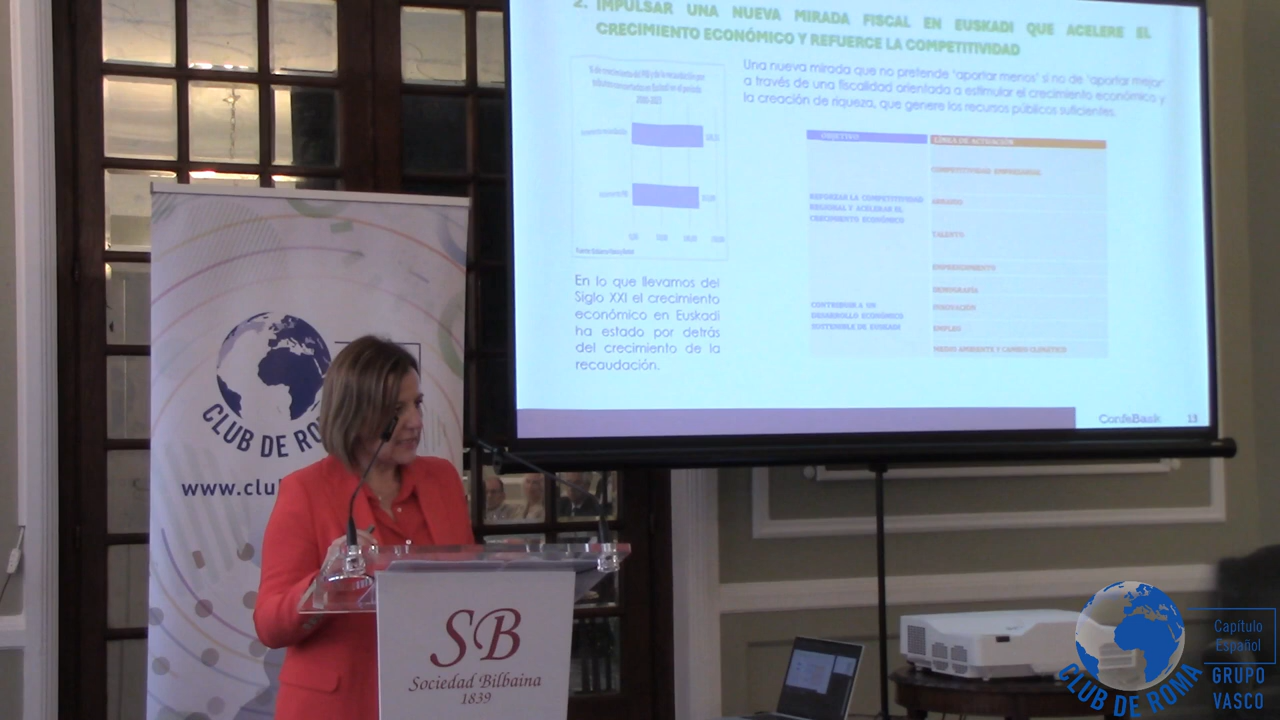 2. IMPULSAR UNA NUEVA MIRADA FISCAL EN EUSKADI QUE ACELERE EL
CRECIMIENTO ECONÓMICO Y REFUERCE LA COMPETITIVIDAD
Una nueva mirada que no pretende 'aportar menos' si no de 'aportar mejor'
a través de una fiscalidad orientada a estimular el crecimiento económico y
la creación de riqueza, que genere los recursos públicos suficientes.
En lo que llevamos del
Siglo XXI el crecimiento
económico en Euskadi
ha estado por detrás
del crecimiento de la
recaudación.
OBJETIVO
LÍNEA DE ACTUACIÓN
REFORZAR LA COMPETITIVIDAD
REGIONAL Y ACELERAR EL
CRECIMIENTO ECONÓMICO
COMPETITIVIDAD EMPRESARIAL
TALENTO
EMPRENDIMIENTO
DEMOGRAFÍA
CONTRIBUIR A UN
DESARROLLO ECONÓMICO
SOSTENIBLE DE EUSKADI
INNOVACIÓN
EMPLEO
MEDIO AMBIENTE Y CAMBIO CLIMÁTICO
ConfeBask 13
CLUB DE RO
www.clu
SB
Sociedad Bilbaina
1839
CLUB DE ROMA
Capítulo
Español
GRUPO
VASCO